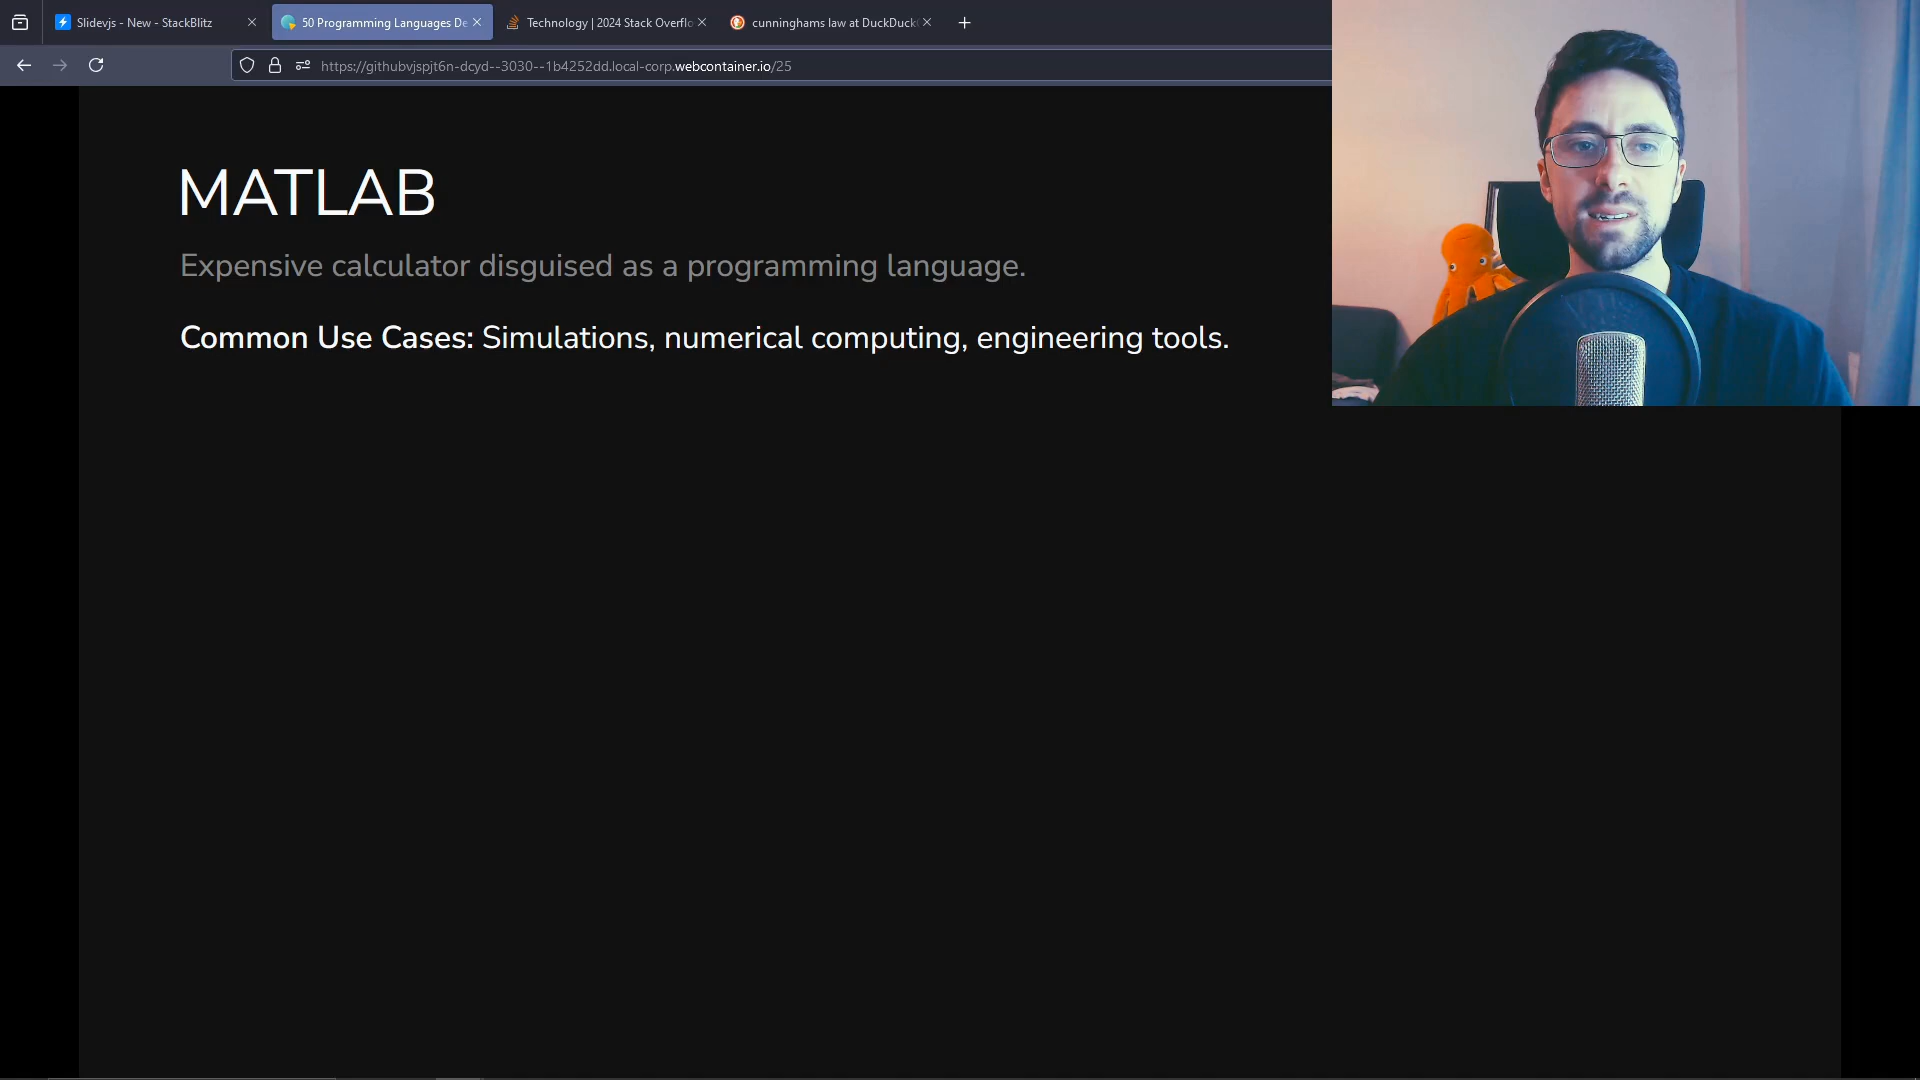 Slidevjs - New - StackBlitz
50 Programming Languages De
Technology | 2024 Stack Overflo
cunninghams law at DuckDuck
https://githubvjspjt6n-dcyd--3030--1b4252dd.local-corp.webcontainer.io/25
MATLAB
Expensive calculator disguised as a programming language.
Common Use Cases: Simulations, numerical computing, engineering tools.